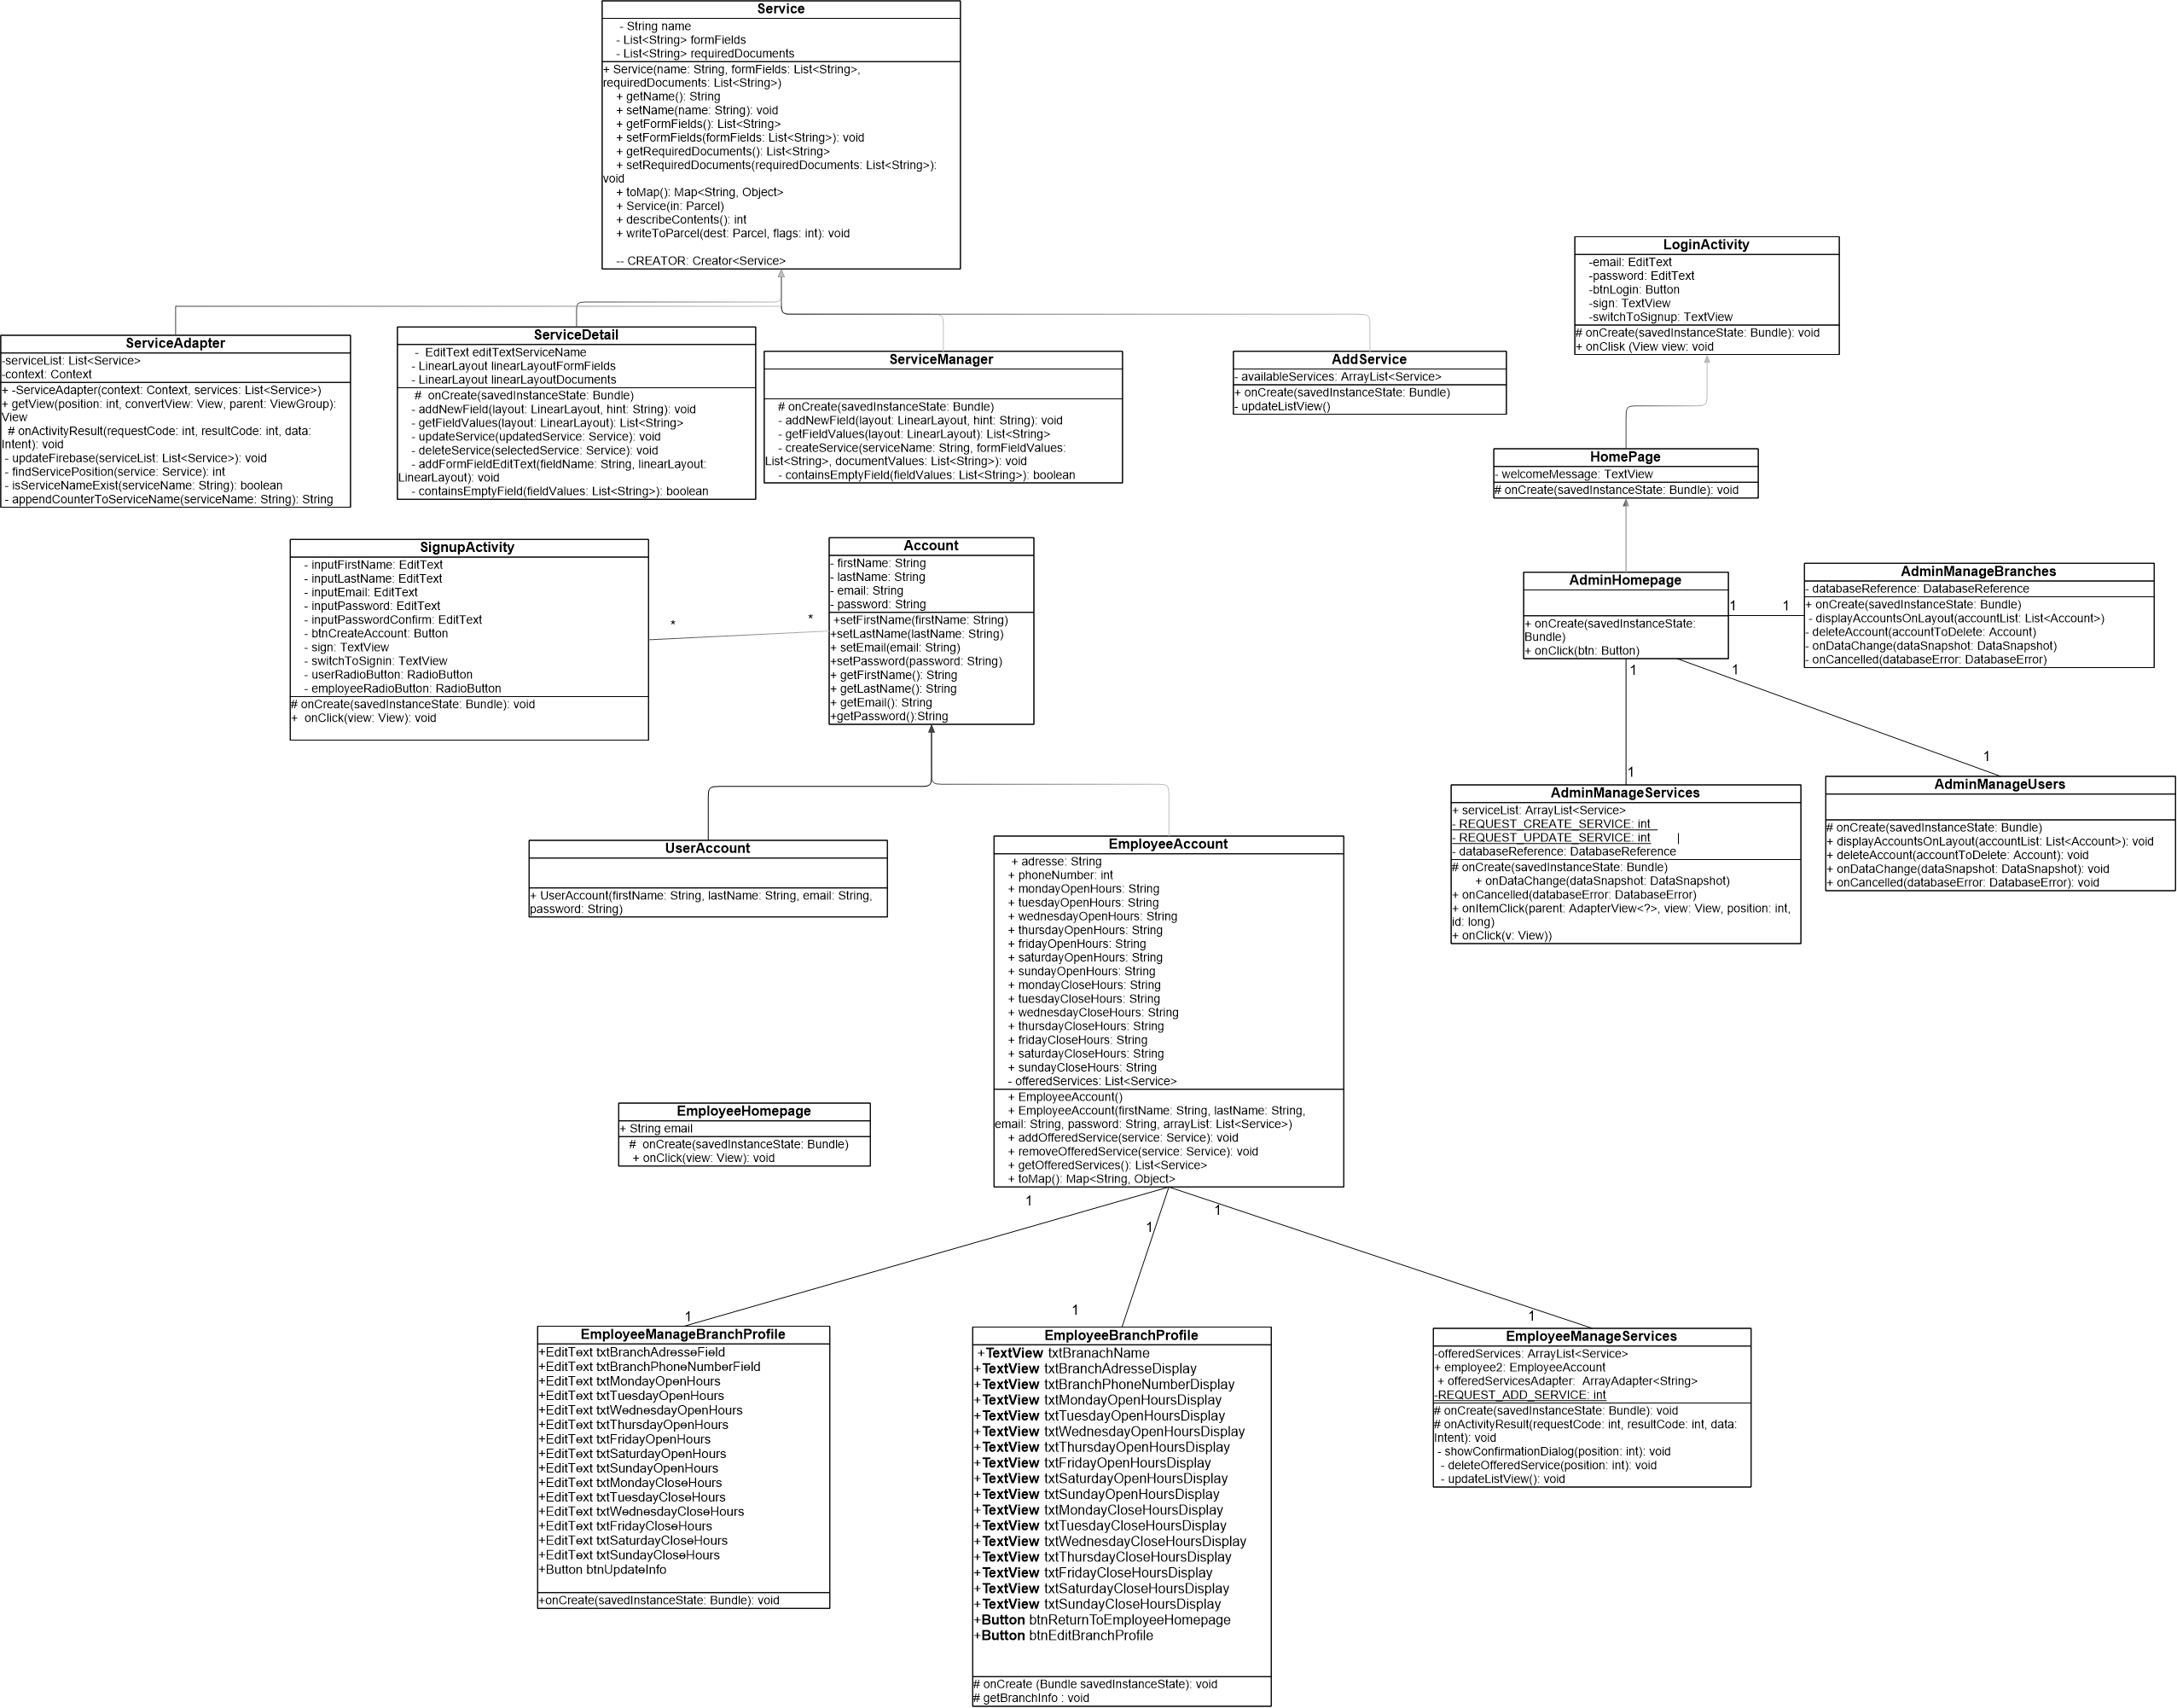 Service
- String name
- List<String> formFields
- List<String> requiredDocuments
+ Service(name: String, formFields: List<String>,
requiredDocuments: List<String>)
+ getName(): String
+ setName(name: String): void
+ getFormFields(): List<String>
+ setFormFields(formFields: List<String>): void
+ getRequiredDocuments(): List<String>
+ setRequiredDocuments(requiredDocuments: List<String>):
void
+ toMap(): Map<String, Object>
+ Service(in: Parcel)
+ describeContents(): int
+ writeToParcel(dest: Parcel, flags: int): void
-- CREATOR: Creator<Service>
LoginActivity
-email: EditText
-password: EditText
-btnLogin: Button
-sign: TextView
-switchToSignup: TextView
# onCreate(savedInstanceState: Bundle): void
+ onClisk (View view: void
ServiceAdapter
-serviceList: List<Service>
-context: Context
+ -ServiceAdapter(context: Context, services: List<Service>)
+ getView(position: int, convertView: View, parent: ViewGroup):
View
# onActivityResult(requestCode: int, resultCode: int, data:
Intent): void
- updateFirebase(serviceList: List<Service>): void
- findServicePosition(service: Service): int
- isServiceNameExist(serviceName: String): boolean
- appendCounterToServiceName(serviceName: String): String
ServiceDetail
- EditText editTextServiceName
- LinearLayout linearLayoutFormFields
- LinearLayout linearLayoutDocuments
# onCreate(savedInstanceState: Bundle)
- addNewField(layout: LinearLayout, hint: String): void
- getFieldValues(layout: LinearLayout): List<String>
- updateService(updatedService: Service): void
- deleteService(selectedService: Service): void
- addFormFieldEditText(fieldName: String, linearLayout:
LinearLayout): void
- containsEmptyField(fieldValues: List<String>): boolean
ServiceManager
# onCreate(savedInstanceState: Bundle)
- addNewField(layout: LinearLayout, hint: String): void
- getFieldValues(layout: LinearLayout): List<String>
- createService(serviceName: String, formFieldValues:
List<String>, documentValues: List<String>): void
- containsEmptyField(fieldValues: List<String>): boolean
AddService
- availableServices: ArrayList<Service>
+ onCreate(savedInstanceState: Bundle)
- updateListView()
HomePage
- welcomeMessage: TextView
# onCreate(savedInstanceState: Bundle): void
SignupActivity
- inputFirstName: EditText
- inputLastName: EditText
- inputEmail: EditText
- inputPassword: EditText
- inputPasswordConfirm: EditText
- btnCreateAccount: Button
- sign: TextView
- switchToSignin: TextView
- userRadioButton: RadioButton
- employeeRadioButton: RadioButton
# onCreate(savedInstanceState: Bundle): void
+ onClick(view: View): void
*
*
Account
- firstName: String
- lastName: String
- email: String
- password: String
+setFirstName(firstName: String)
+setLastName(lastName: String)
+ setEmail(email: String)
+setPassword(password: String)
+ getFirstName(): String
+ getLastName(): String
+ getEmail(): String
+getPassword():String
AdminHomepage
+ onCreate(savedInstanceState:
Bundle)
+ onClick(btn: Button)
1
1
AdminManageBranches
- databaseReference: DatabaseReference
+ onCreate(savedInstanceState: Bundle)
- displayAccountsOnLayout(accountList: List<Account>)
- deleteAccount(accountToDelete: Account)
- onDataChange(dataSnapshot: DataSnapshot)
- onCancelled(databaseError: DatabaseError)
1
1
1
1
AdminManageServices
+ serviceList: ArrayList<Service>
- REQUEST_CREATE_SERVICE: int
- REQUEST_UPDATE_SERVICE: int |
- databaseReference: DatabaseReference
# onCreate(savedInstanceState: Bundle)
+ onDataChange(dataSnapshot: DataSnapshot)
+ onCancelled(databaseError: DatabaseError)
+ onItemClick(parent: AdapterView<?>, view: View, position: int,
id: long)
+ onClick(v: View))
AdminManageUsers
# onCreate(savedInstanceState: Bundle)
+ displayAccountsOnLayout(accountList: List<Account>): void
+ deleteAccount(accountToDelete: Account): void
+ onDataChange(dataSnapshot: DataSnapshot): void
+ onCancelled(databaseError: DatabaseError): void
UserAccount
+ UserAccount(firstName: String, lastName: String, email: String,
password: String)
EmployeeAccount
+ adresse: String
+ phoneNumber: int
+ mondayOpenHours: String
+ tuesdayOpenHours: String
+ wednesdayOpenHours: String
+ thursdayOpenHours: String
+ fridayOpenHours: String
+ saturdayOpenHours: String
+ sundayOpenHours: String
+ mondayCloseHours: String
+ tuesdayCloseHours: String
+ wednesdayCloseHours: String
+ thursdayCloseHours: String
+ fridayCloseHours: String
+ saturdayCloseHours: String
+ sundayCloseHours: String
- offeredServices: List<Service>
+ EmployeeAccount()
+ EmployeeAccount(firstName: String, lastName: String,
email: String, password: String, arrayList: List<Service>)
+ addOfferedService(service: Service): void
+ removeOfferedService(service: Service): void
+ getOfferedServices(): List<Service>
+ toMap(): Map<String, Object>
EmployeeHomepage
+ String email
# onCreate(savedInstanceState: Bundle)
+ onClick(view: View): void
1
1
1
1
1
1
EmployeeManageBranchProfile
+EditText txtBranchAdresseField
+EditText txtBranchPhoneNumberField
+EditText txtMondayOpenHours
+EditText txtTuesdayOpenHours
+EditText txtWednesdayOpenHours
+EditText txtThursdayOpenHours
+EditText txtFridayOpenHours
+EditText txtSaturdayOpenHours
+EditText txtSundayOpenHours
+EditText txtMondayCloseHours
+EditText txtTuesdayCloseHours
+EditText txtWednesdayCloseHours
+EditText txtFridayCloseHours
+EditText txtSaturdayCloseHours
+EditText txtSundayCloseHours
+Button btnUpdateInfo
+onCreate(savedInstanceState: Bundle): void
EmployeeBranchProfile
+TextView txtBranachName
+TextView txtBranchAdresseDisplay
+TextView txtBranchPhoneNumberDisplay
+TextView txtMondayOpenHoursDisplay
+TextView txtTuesdayOpenHoursDisplay
+TextView txtWednesdayOpenHoursDisplay
+TextView txtThursdayOpenHoursDisplay
+TextView txtFridayOpenHoursDisplay
+TextView txtSaturdayOpenHoursDisplay
+TextView txtSundayOpenHoursDisplay
+TextView txtMondayCloseHoursDisplay
+TextView txtTuesdayCloseHoursDisplay
+TextView txtWednesdayCloseHoursDisplay
+TextView txtThursdayCloseHoursDisplay
+TextView txtFridayCloseHoursDisplay
+TextView txtSaturdayCloseHoursDisplay
+TextView txtSundayCloseHoursDisplay
+Button btnReturnToEmployeeHomepage
+Button btnEditBranchProfile
# onCreate (Bundle savedInstanceState): void
# getBranchInfo : void
EmployeeManageServices
-offeredServices: ArrayList<Service>
+ employee2: EmployeeAccount
+ offeredServicesAdapter: ArrayAdapter<String>
-REQUEST_ADD_SERVICE: int
# onCreate(savedInstanceState: Bundle): void
# onActivityResult(requestCode: int, resultCode: int, data:
Intent): void
- showConfirmationDialog(position: int): void
- deleteOfferedService(position: int): void
- updateListView(): void